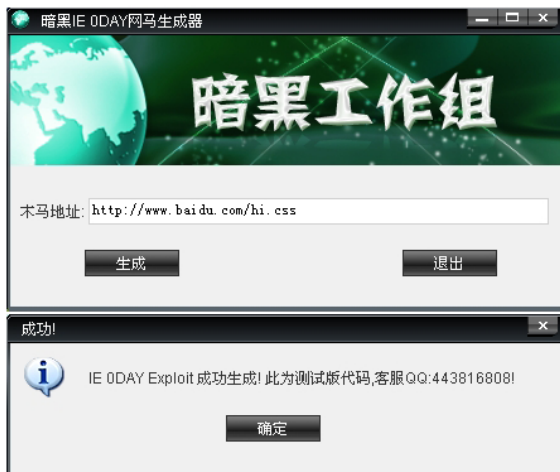 暗黑IE 0DAY网马生成器
暗黑工作组
木马地址: http://www.baidu.com/hi.css
生成 退出
成功!
IE 0DAY Exploit 成功生成! 此为测试版代码,客服QQ:443816808!
确定